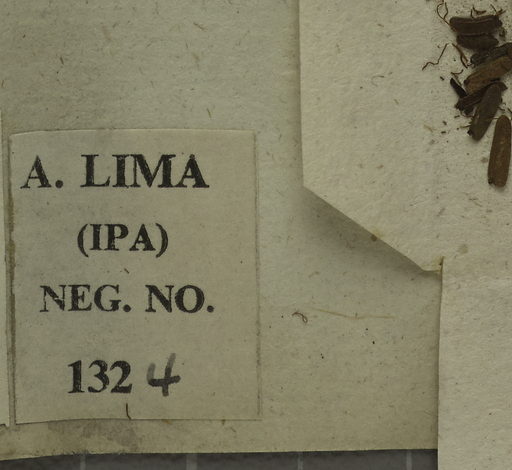 A. LIMA
(IPA)
NEG. NO.
1324